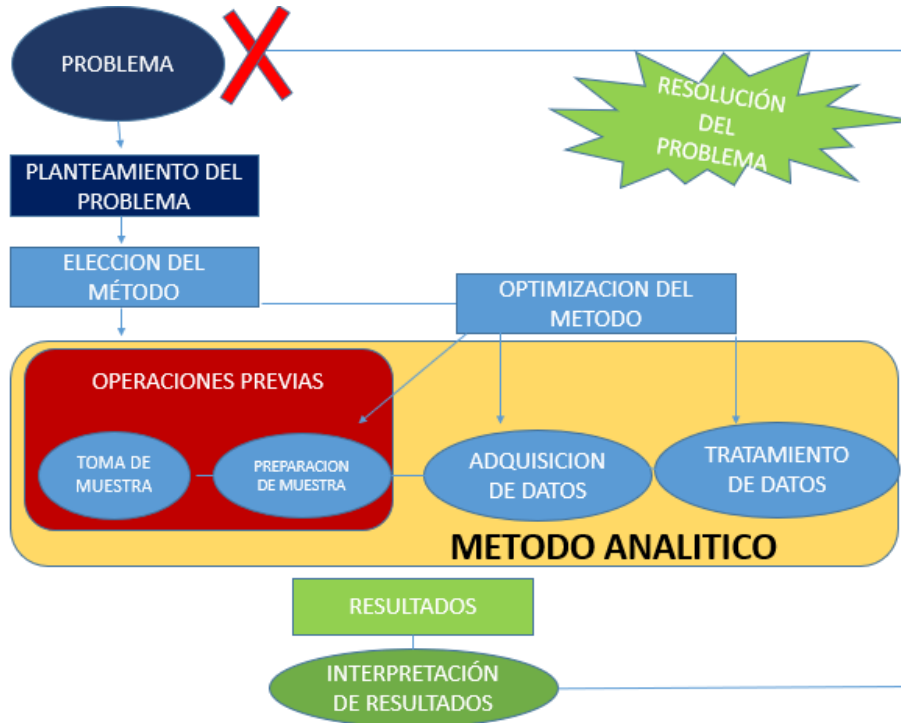 PROBLEMA
RESOLUCIÓN
DEL
PROBLEMA
PLANTEAMIENTO DEL
PROBLEMA
ELECCION DEL
MÉTODO
OPTIMIZACION DEL
METODO
OPERACIONES PREVIAS
TOMA DE
MUESTRA
PREPARACION
DE MUESTRA
ADQUISICION
DE DATOS
TRATAMIENTO
DE DATOS
METODO ANALITICO
RESULTADOS
INTERPRETACIÓN
DE RESULTADOS